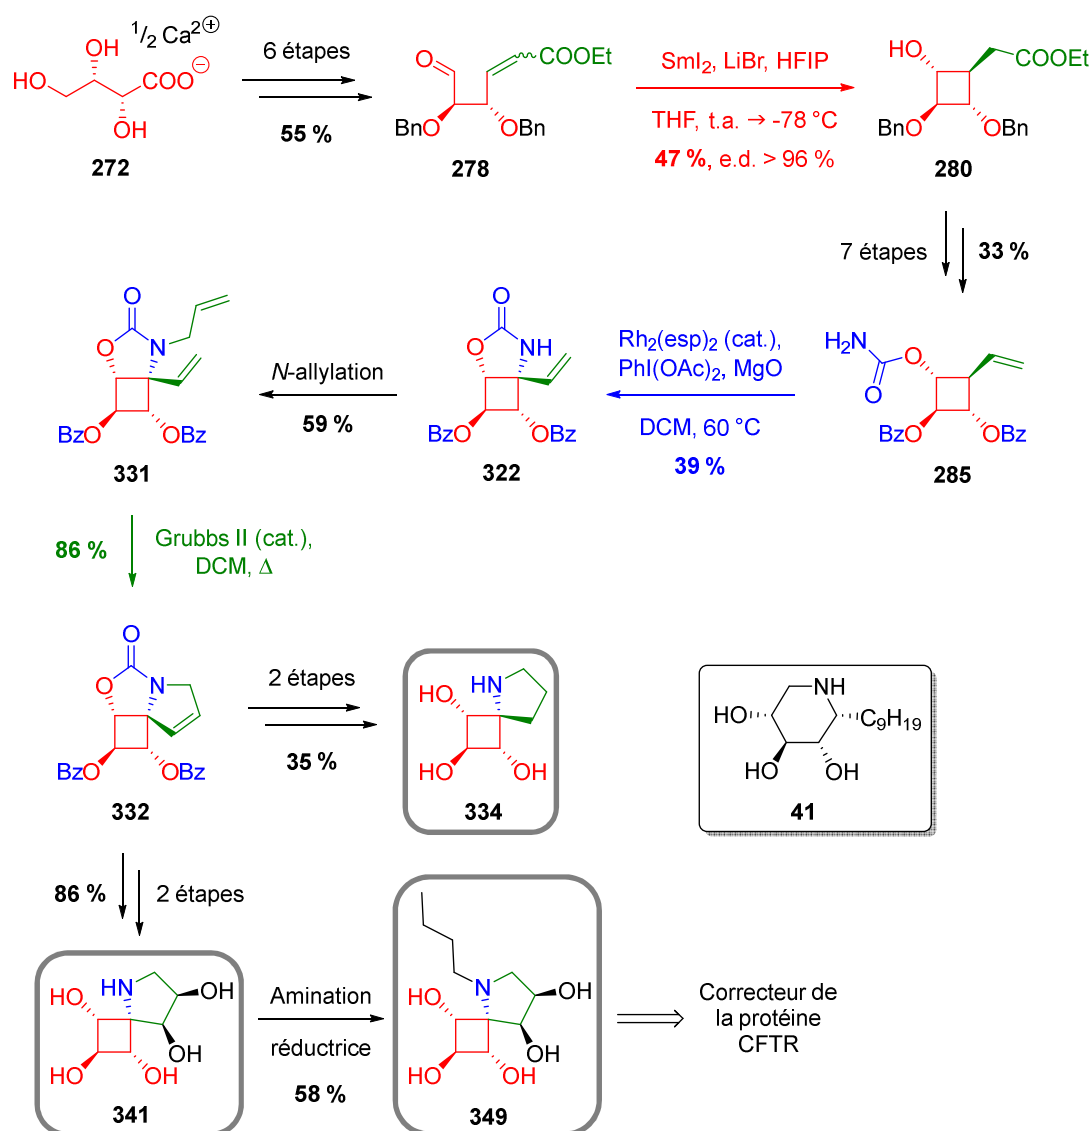 1/2 Ca⊕
OH
HO
COO⊖
OH
272
6 étapes
55 %
O
COOEt
BnO
OBn
278
SmI2, LiBr, HFIP
THF, t.a. → -78 °C
47 %, e.d. > 96 %
HO
COOEt
BnO
OBn
280
7 étapes
33 %
H2N
O
O
BzO
OBz
285
Rh2(esp)2 (cat.),
PhI(OAc)2, MgO
DCM, 60 °C
39 %
O
O
NH
BzO
OBz
322
N-allylation
59 %
O
O
N
BzO
OBz
331
86 %
Grubbs II (cat.),
DCM, Δ
O
O
N
BzO
OBz
332
2 étapes
35 %
HN
HO
HO
OH
334
NH
HO
C9H19
HO
OH
41
86 %
2 étapes
HN
HO
OH
OH
HO
OH
341
Amination
réductrice
58 %
N
HO
OH
OH
HO
OH
349
Correcteur de
la protéine
CFTR